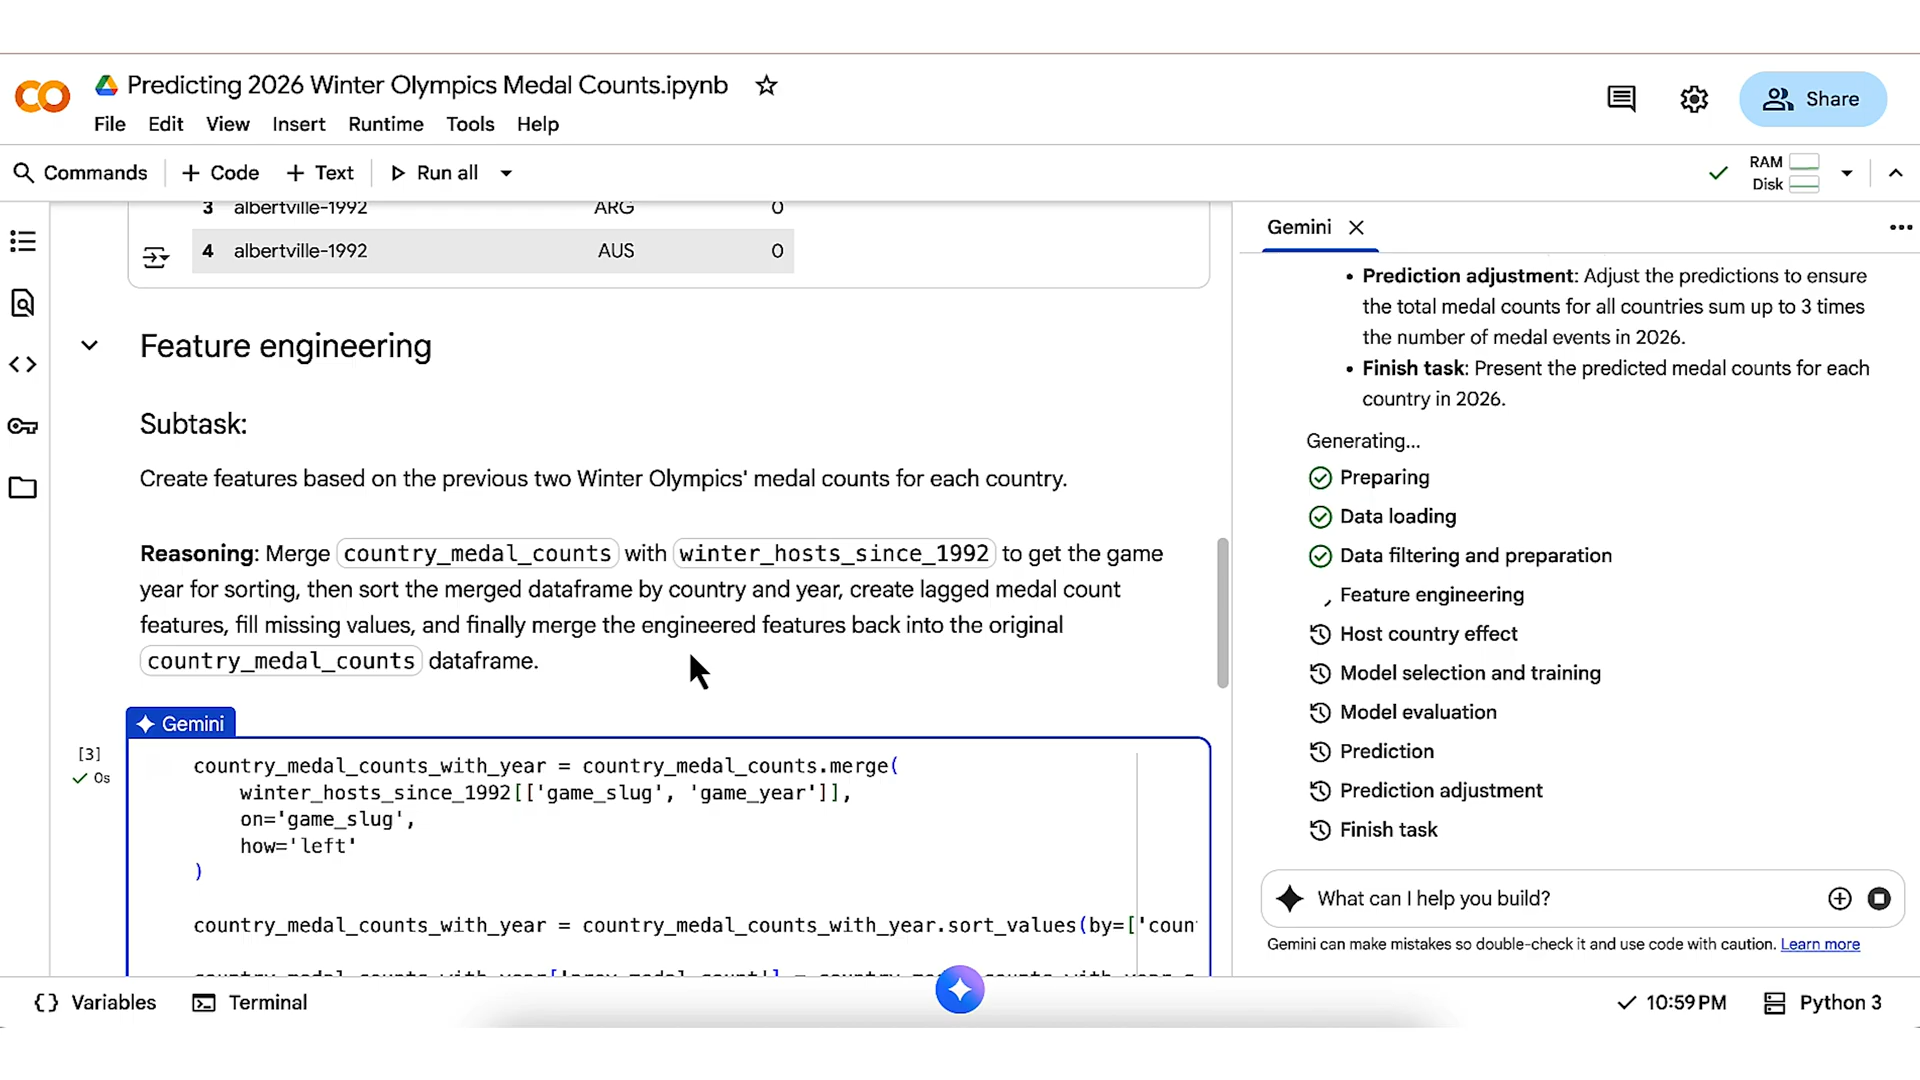 Predicting 2026 Winter Olympics Medal Counts.ipynb
File Edit View Insert Runtime Tools Help
Share
Commands + Code + Text Run all
RAM
Disk
3 albertville-1992 ARG 0
4 albertville-1992 AUS 0
Feature engineering
Subtask:
Create features based on the previous two Winter Olympics' medal counts for each country.
Reasoning: Merge country_medal_counts with winter_hosts_since_1992 to get the game
year for sorting, then sort the merged dataframe by country and year, create lagged medal count
features, fill missing values, and finally merge the engineered features back into the original
country_medal_counts dataframe.
Gemini
[3]
0s
country_medal_counts_with_year = country_medal_counts.merge(
winter_hosts_since_1992[['game_slug', 'game_year']],
on='game_slug',
how='left'
)
country_medal_counts_with_year = country_medal_counts_with_year.sort_values(by=['coun
Gemini
• Prediction adjustment: Adjust the predictions to ensure
the total medal counts for all countries sum up to 3 times
the number of medal events in 2026.
• Finish task: Present the predicted medal counts for each
country in 2026.
Generating...
Preparing
Data loading
Data filtering and preparation
Feature engineering
Host country effect
Model selection and training
Model evaluation
Prediction
Prediction adjustment
Finish task
What can I help you build?
Gemini can make mistakes so double-check it and use code with caution. Learn more
{} Variables Terminal
10:59 PM Python 3